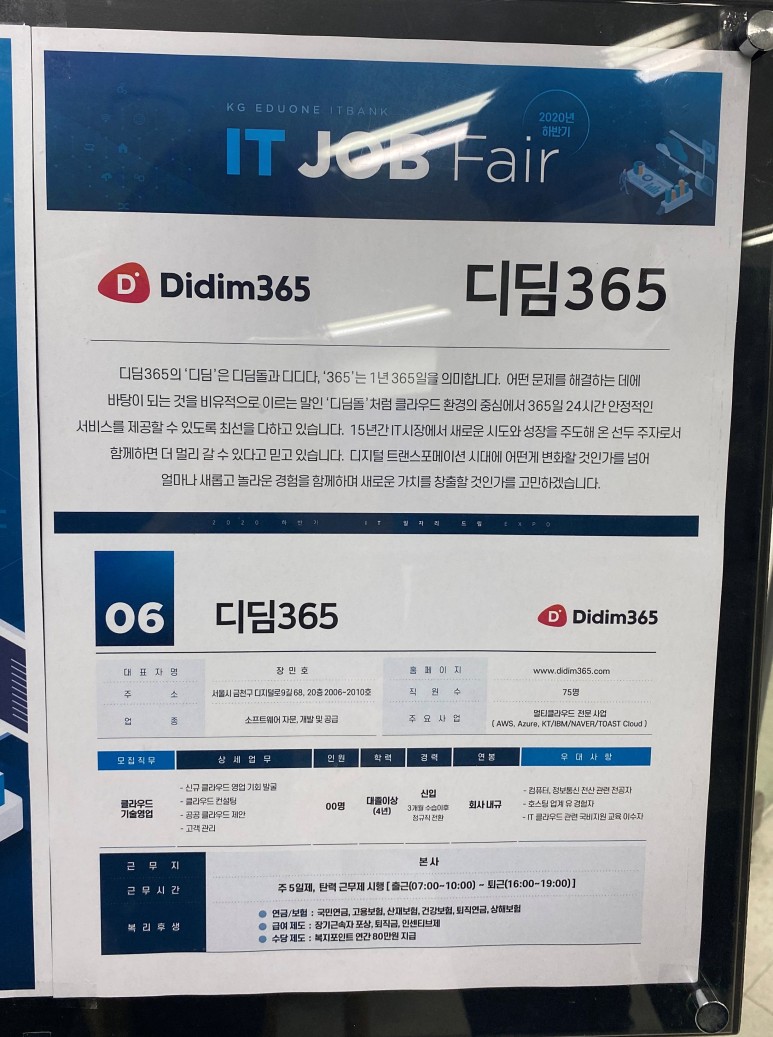 KG EDUONE ITBANK
2020년
하반기
IT JOB Fair
Didim365
디딤365
디딤365의 '디딤'은 디딤돌과 디디다, '365'는 1년 365일을 의미합니다. 어떤 문제를 해결하는 데에
바탕이 되는 것을 비유적으로 이르는 말인 '디딤돌'처럼 클라우드 환경의 중심에서 365일 24시간 안정적인
서비스를 제공할 수 있도록 최선을 다하고 있습니다. 15년간 IT시장에서 새로운 시도와 성장을 주도해 온 선두 주자로서
함께하면 더 멀리 갈 수 있다고 믿고 있습니다. 디지털 트랜스포메이션 시대에 어떤게 변화할 것인가를 넘어
얼마나 새롭고 놀라운 경험을 함께하며 새로운 가치를 창출할 것인가를 고민하겠습니다.
2020 하반기 IT 일자리 드림 EXPO
06 디딤365 Didim365
대표자명 장민호 홈페이지 www.didim365.com
주소 서울시 금천구 디지털로9길 68, 20층 2006~2010호 직원수 75명
업종 소프트웨어 자문, 개발 및 공급 주요사업 멀티클라우드 전문 사업
( AWS, Azure, KT/IBM/NAVER/TOAST Cloud )
모집직무 상세업무 인원 학력 경력 연봉 우대사항
클라우드
기술영업
- 신규 클라우드 영업 기회 발굴
- 클라우드 컨설팅
- 공공 클라우드 제안
- 고객 관리
00명
대졸이상
(4년)
신입
3개월 수습이후
정규직 전환
회사 내규
- 컴퓨터, 정보통신 전산 관련 전공자
- 호스팅 업계 유 경험자
- IT 클라우드 관련 국비지원 교육 이수자
근무지 본사
근무시간 주 5일제, 탄력 근무제 시행 [ 출근(07:00~10:00) ~ 퇴근(16:00~19:00) ]
복리후생
연금/보험 : 국민연금, 고용보험, 산재보험, 건강보험, 퇴직연금, 상해보험
급여 제도 : 장기근속자 포상, 퇴직금, 인센티브제
수당 제도 : 복지포인트 연간 80만원 지급